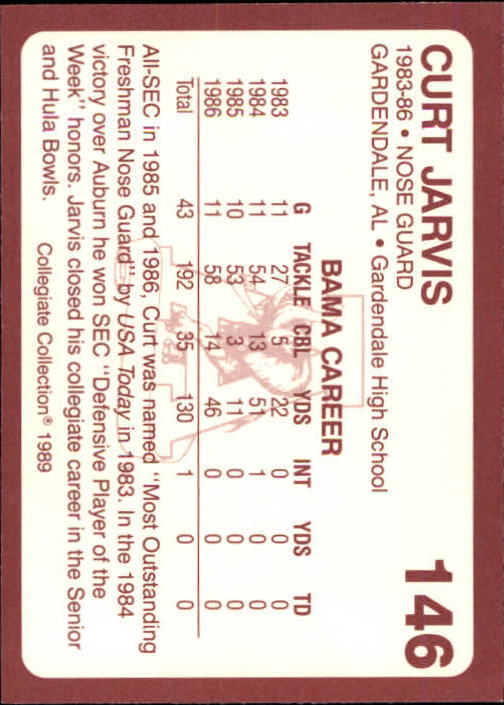 CURT JARVIS 146
1983-86 • NOSE GUARD
GARDENDALE, AL • Gardendale High School
BAMA CAREER
G TACKLE CBL YDS INT YDS TD
1983 11 27 5 22 0 0 0
1984 11 54 13 51 1 0 0
1985 10 53 3 11 0 0 0
1986 11 58 14 46 0 0 0
Total 43 192 35 130 1 0 0
All-SEC in 1985 and 1986, Curt was named "Most Outstanding
Freshman Nose Guard" by USA Today in 1983. In the 1984
victory over Auburn he won SEC "Defensive Player of the
Week" honors. Jarvis closed his collegiate career in the Senior
and Hula Bowls. Collegiate Collection® 1989